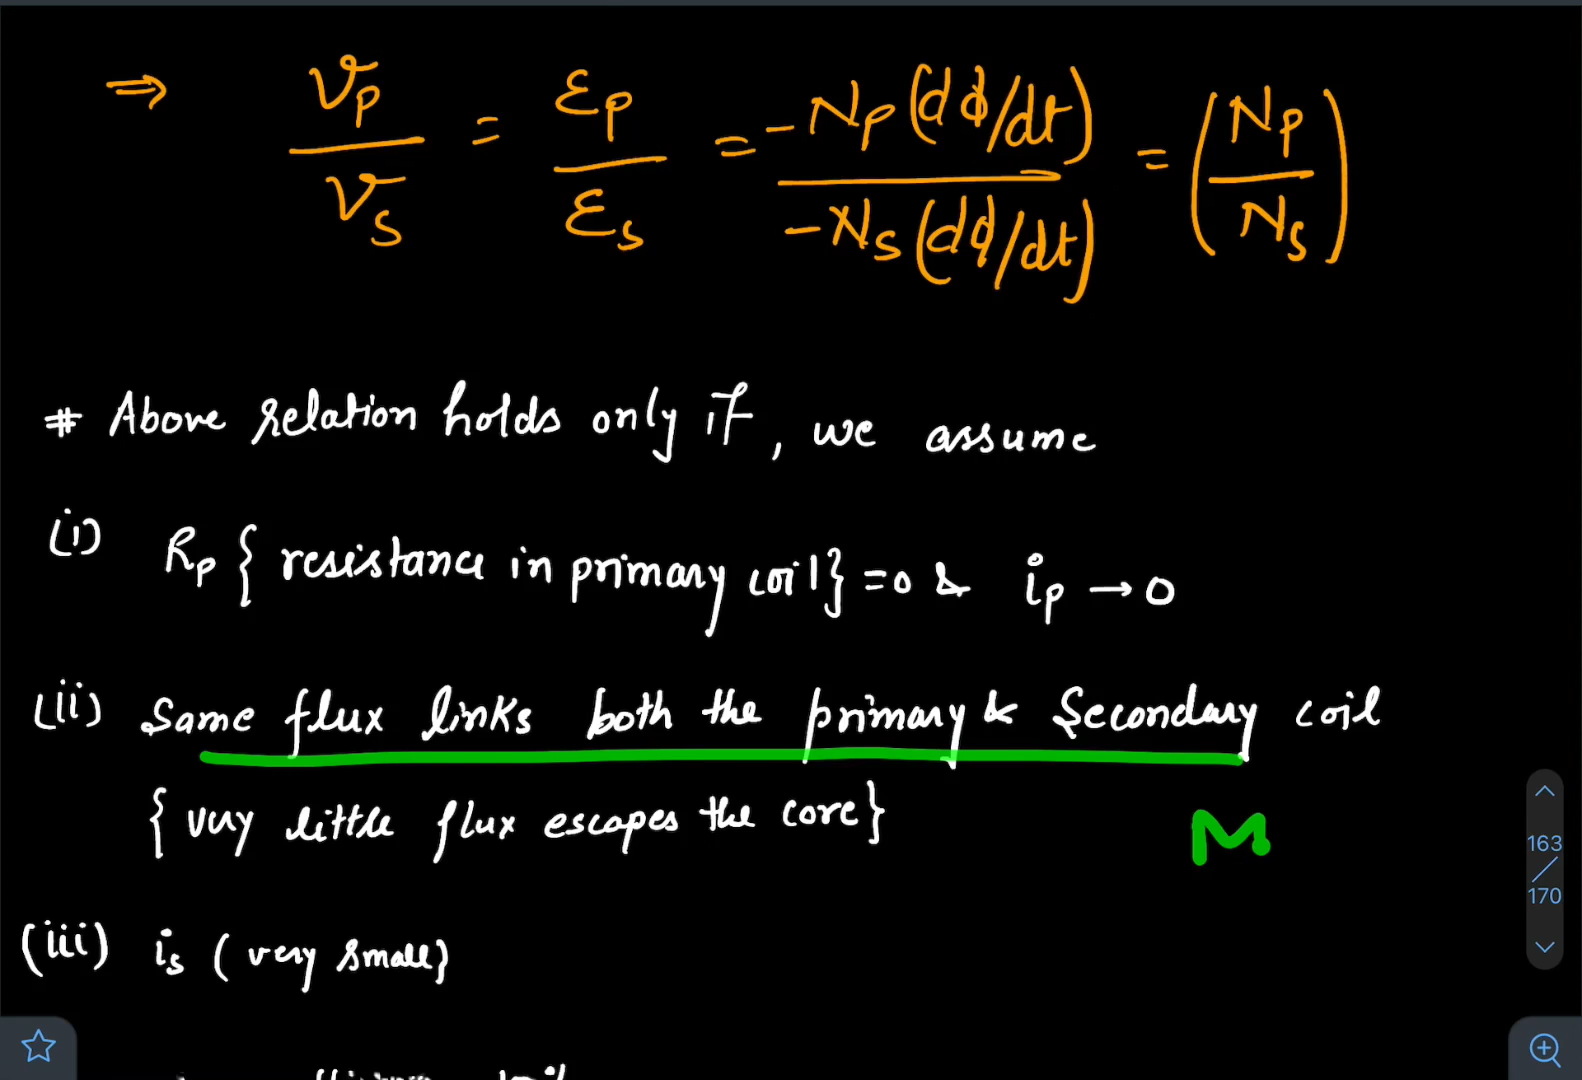 ⇒ Vp/Vs = εp/εs = -Np(dϕ/dt)/-Ns(dϕ/dt) = (Np/Ns)
# Above relation holds only if, we assume
(i) Rp { resistance in primary coil} = 0 & ip → 0
(ii) Same flux links both the primary & Secondary coil
{ very little flux escapes the core}
M
(iii) is ( very small)
163
/
170